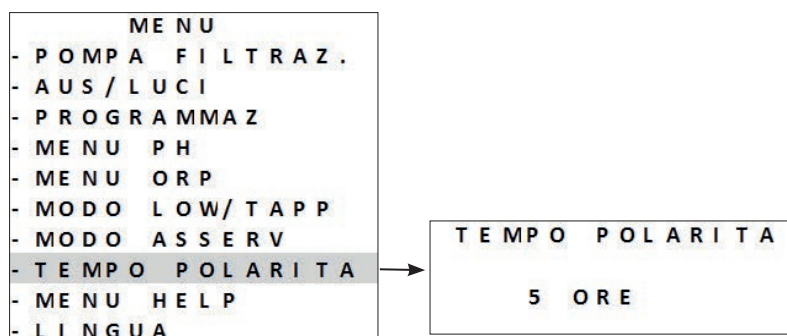 MENU
- POMPA FILTRAZ.
- AUS/LUCI
- PROGRAMMAZ
- MENU PH
- MENU ORP
- MODO LOW/TAPP
- MODO ASSERV
- TEMPO POLARITA
- MENU HELP
- LINGUA
TEMPO POLARITA
5 ORE